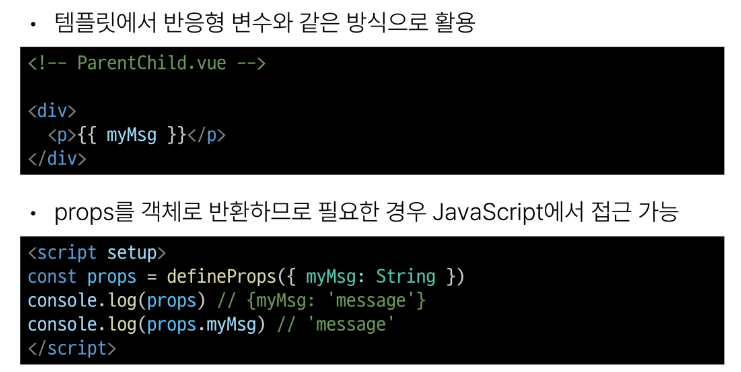 • 템플릿에서 반응형 변수와 같은 방식으로 활용
<!-- ParentChild.vue -->
<div>
  <p>{{ myMsg }}</p>
</div>
• props를 객체로 반환하므로 필요한 경우 JavaScript에서 접근 가능
<script setup>
const props = defineProps({ myMsg: String })
console.log(props) // {myMsg: 'message'}
console.log(props.myMsg) // 'message'
</script>